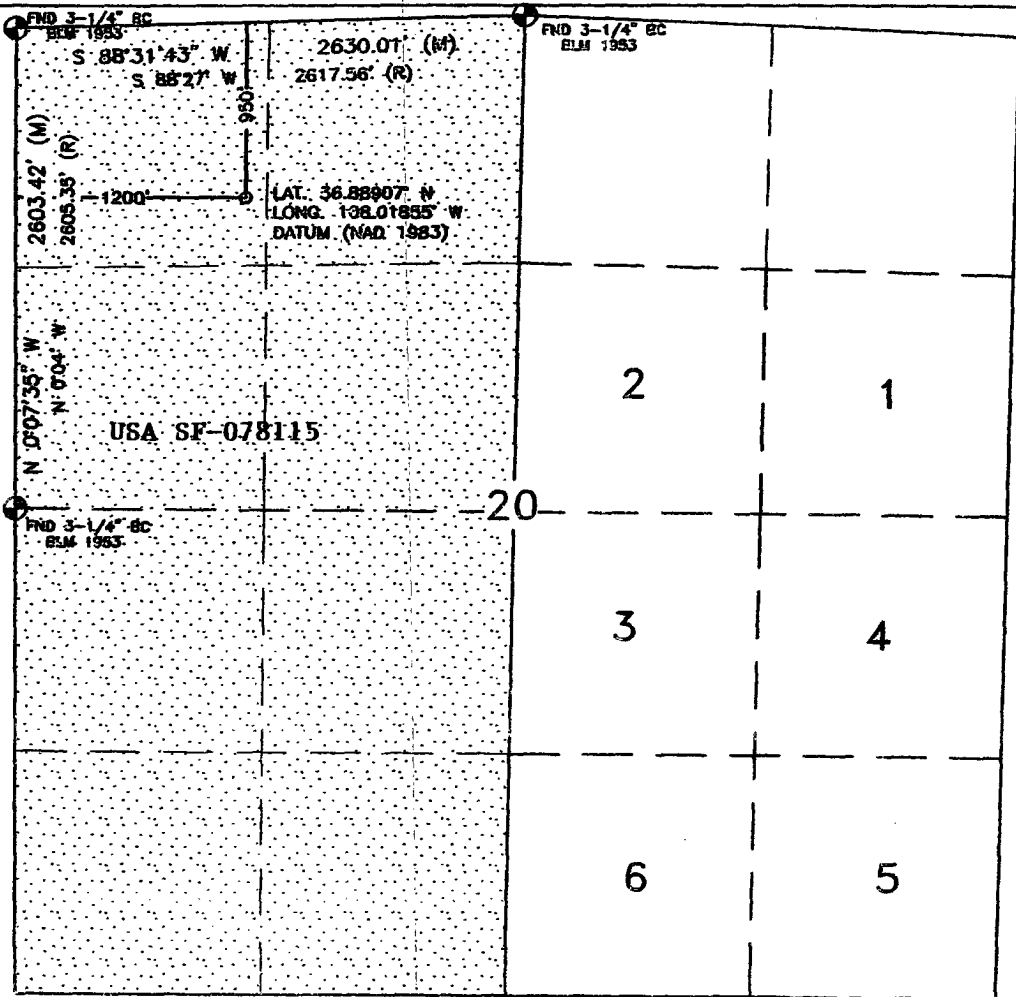 FND 3-1/4" BC
BLM 1953
FND 3-1/4" BC
BLM 1953
S 88°31'43" W
2630.01' (M)
S 88°27' W
2617.56' (R)
950'
2603.42' (M)
2605.35' (R)
1200'
LAT. 36.88907° N
LONG. 108.01855° W
DATUM (NAD 1983)
N 0°07'35" W
N 0°04' W
2
1
USA SF-078115
20
FND 3-1/4" BC
BLM 1953
3
4
6
5